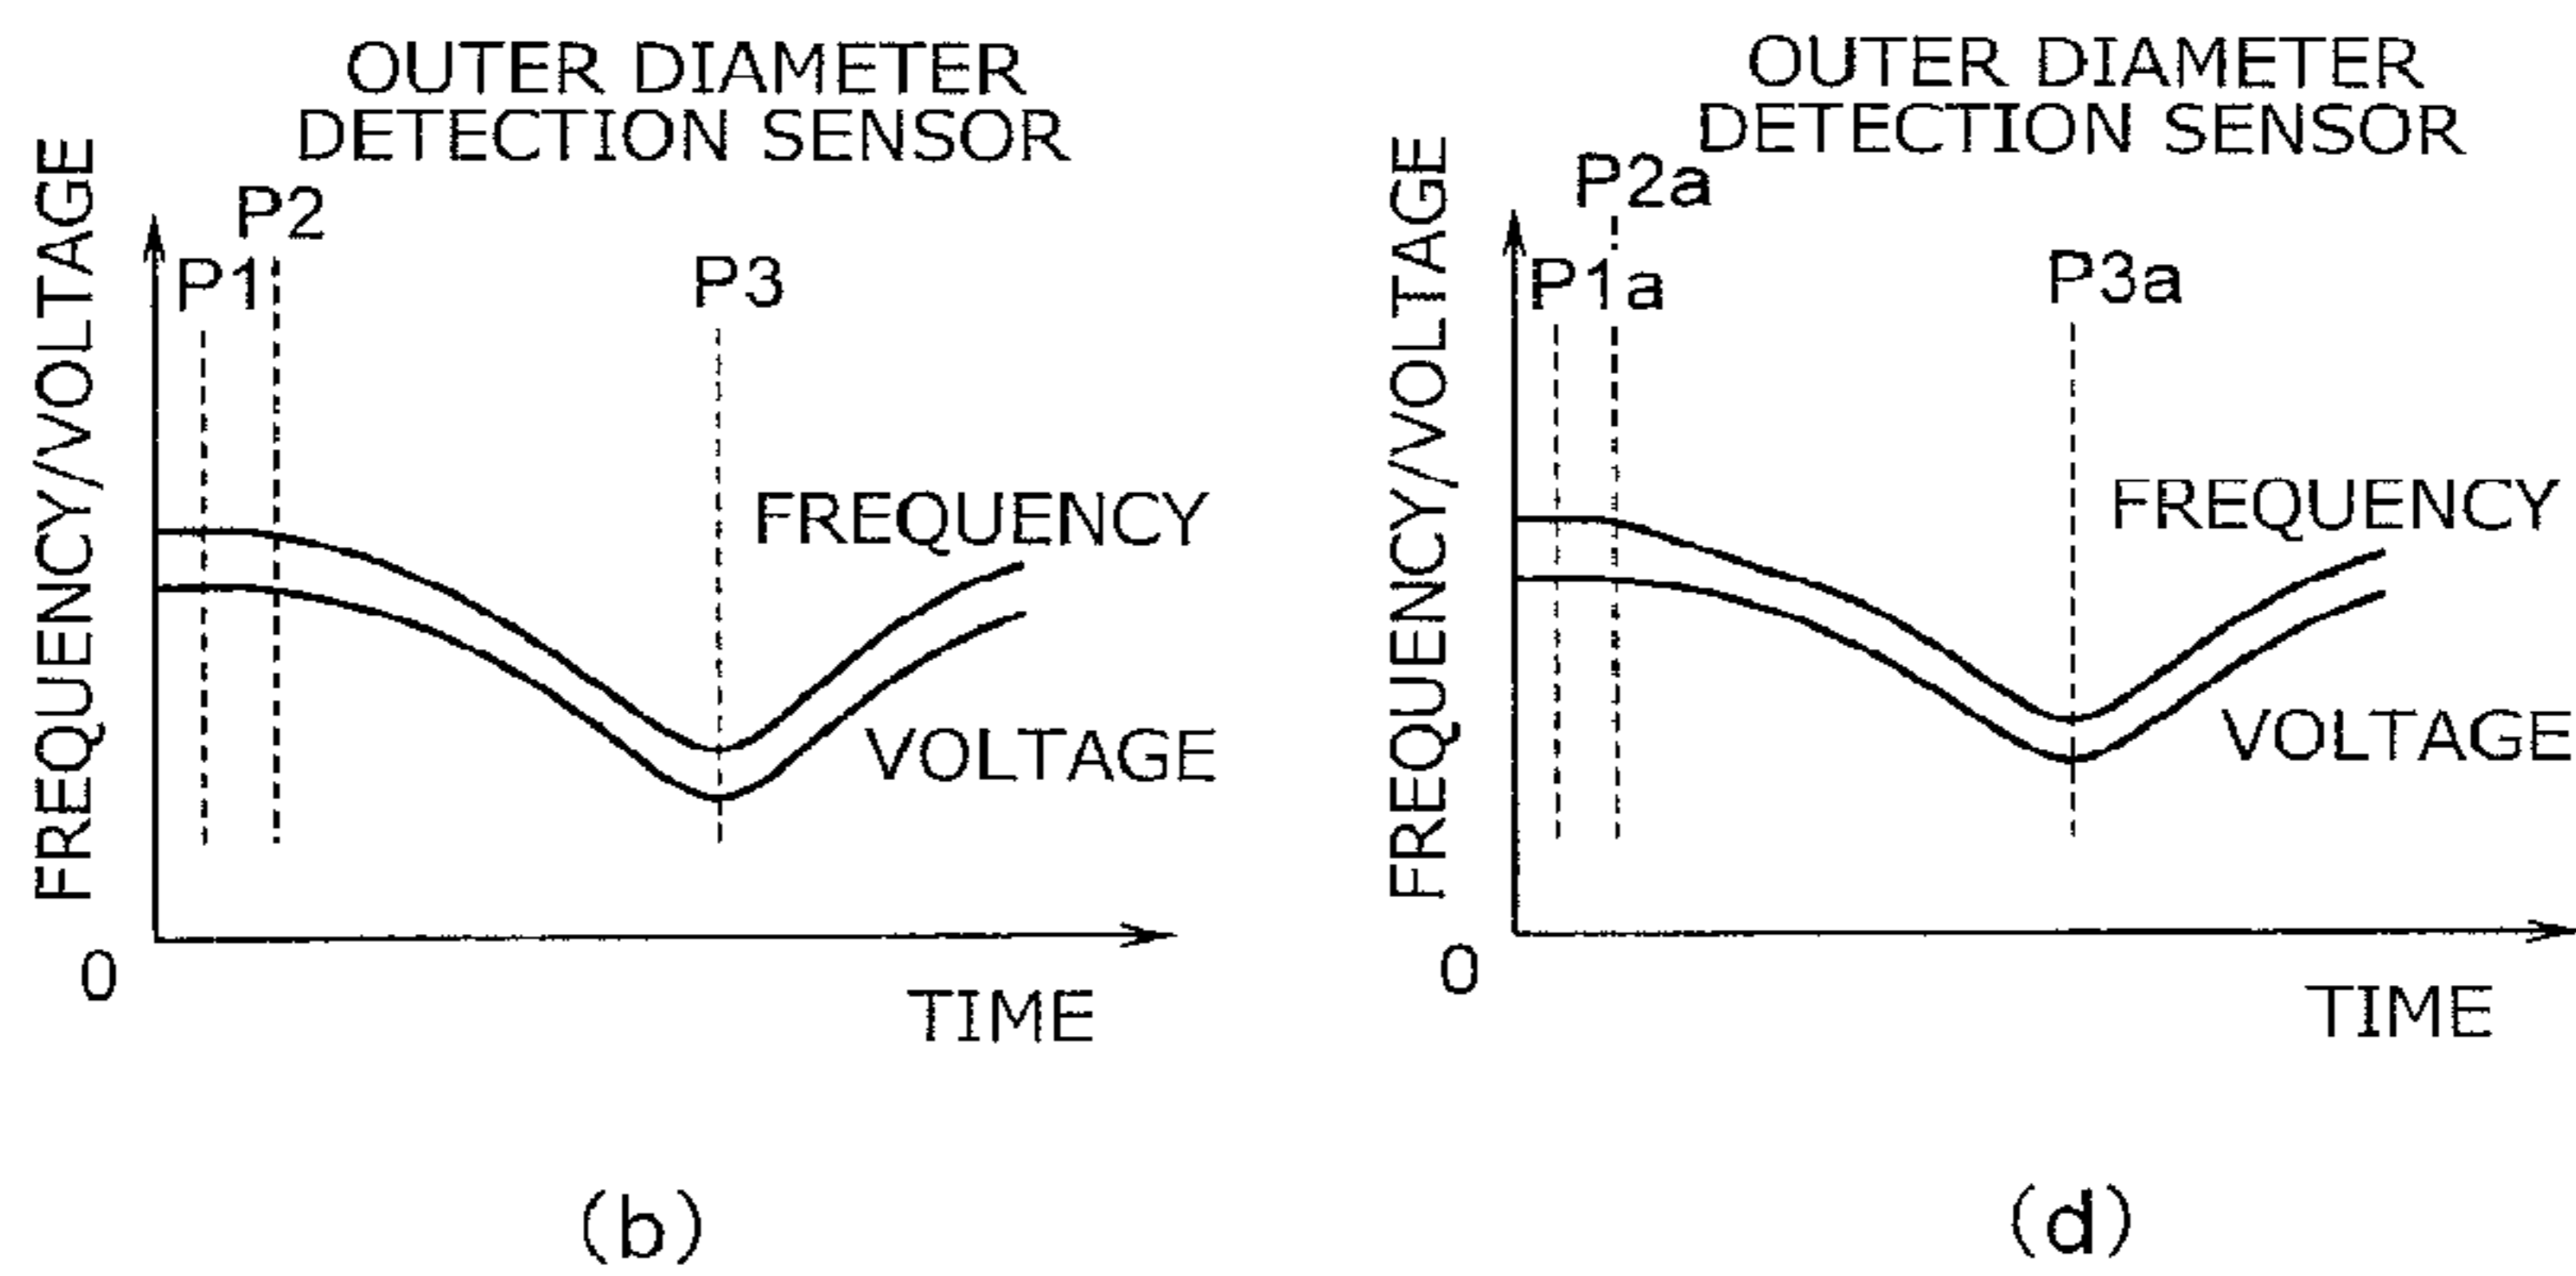 OUTER DIAMETER
DETECTION SENSOR
FREQUENCY/VOLTAGE
P2
P1
P3
FREQUENCY
VOLTAGE
0
TIME
(b)
OUTER DIAMETER
DETECTION SENSOR
FREQUENCY/VOLTAGE
P2a
P1a
P3a
FREQUENCY
VOLTAGE
0
TIME
(d)